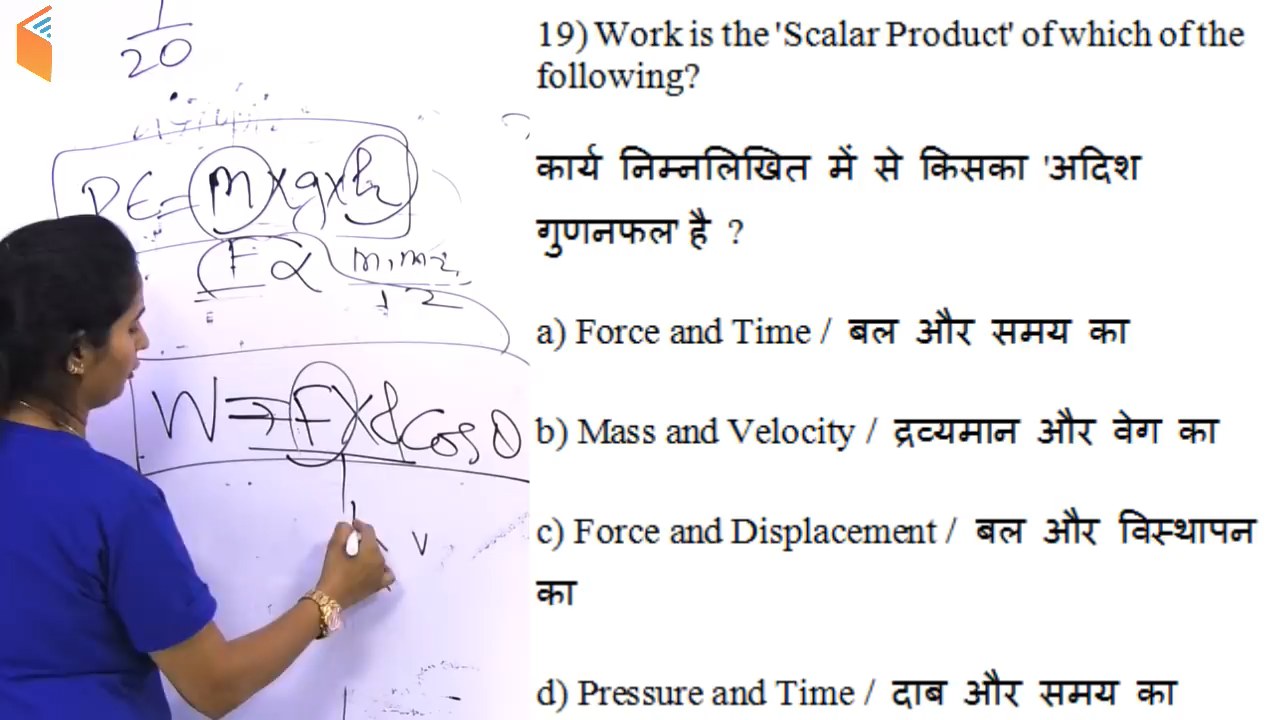 1
20
PE = m × g × h
F ∝ m₁m₂
r2
W ⇒ F × d Cos θ
v
19) Work is the 'Scalar Product' of which of the
following?
कार्य निम्नलिखित में से किसका 'अदिश
गुणनफल' है ?
a) Force and Time / बल और समय का
b) Mass and Velocity / द्रव्यमान और वेग का
c) Force and Displacement / बल और विस्थापन
का
d) Pressure and Time / दाब और समय का